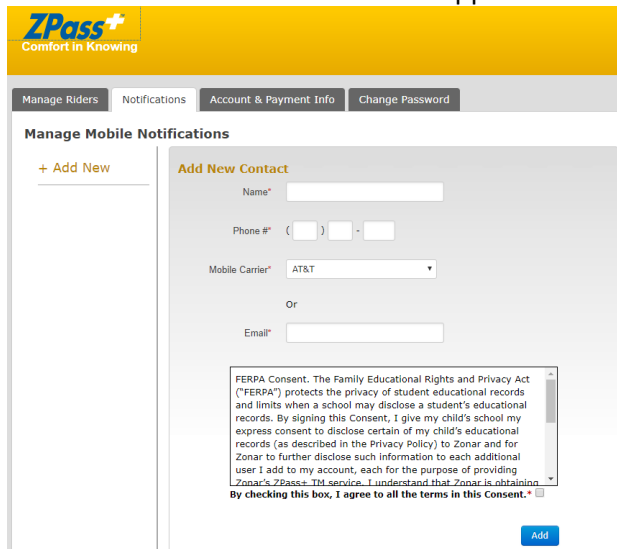 ZPass+
Comfort in Knowing
Manage Riders Notifications Account & Payment Info Change Password
Manage Mobile Notifications
+ Add New
Add New Contact
Name*
Phone #* ( ) -
Mobile Carrier* AT&T
Or
Email*
FERPA Consent. The Family Educational Rights and Privacy Act
("FERPA") protects the privacy of student educational records
and limits when a school may disclose a student's educational
records. By signing this Consent, I give my child's school my
express consent to disclose certain of my child's educational
records (as described in the Privacy Policy) to Zonar and for
Zonar to further disclose such information to each additional
user I add to my account, each for the purpose of providing
Zonar's ZPass+ TM service. I understand that Zonar is obtaining
By checking this box, I agree to all the terms in this Consent.*
Add